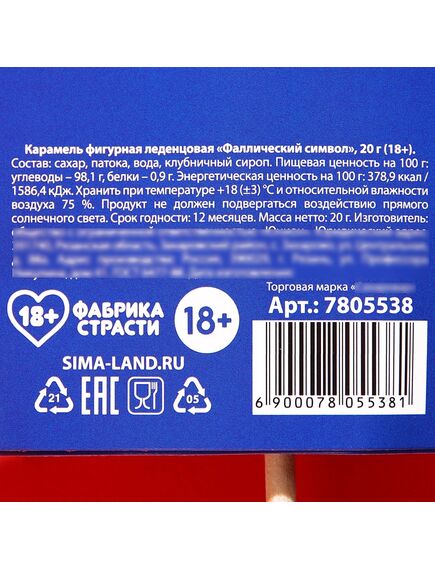 Карамель фигурная леденцовая «Фаллический символ», 20 г (18+).
Состав: сахар, патока, вода, клубничный сироп. Пищевая ценность на 100 г:
углеводы – 98,1 г, белки – 0,9 г. Энергетическая ценность на 100 г: 378,9 ккал /
1586,4 кДж. Хранить при температуре +18 (±3) °С и относительной влажности
воздуха 75 %. Продукт не должен подвергаться воздействию прямого
солнечного света. Срок годности: 12 месяцев. Масса нетто: 20 г. Изготовитель:
Торговая марка «
Арт.: 7805538
18+
ФАБРИКА
СТРАСТИ
18+
SIMA-LAND.RU
21
EAC
05
6 900078 055381